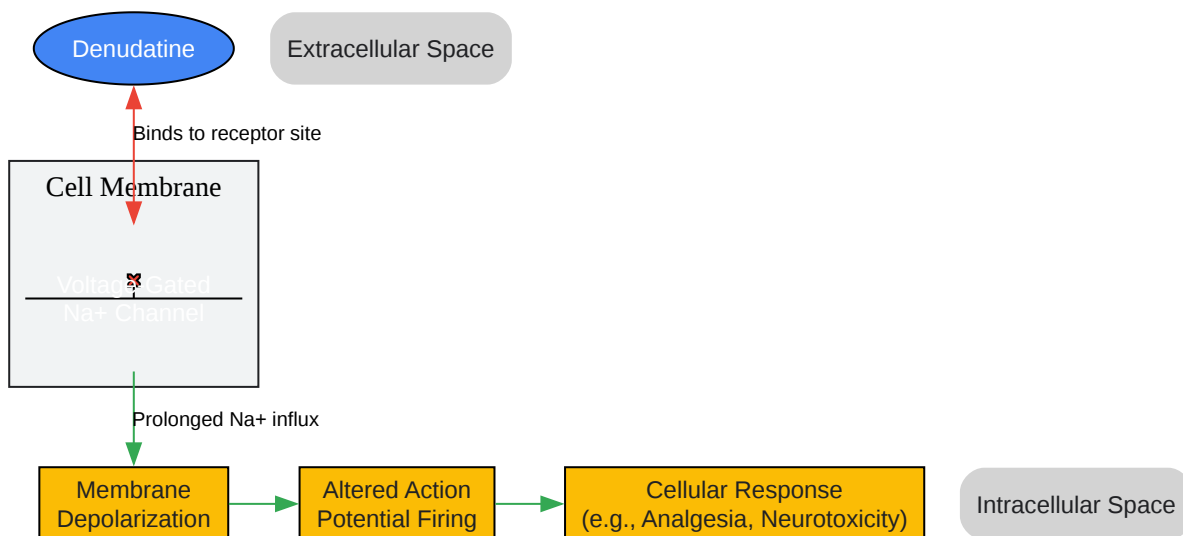 Denudatine
Extracellular Space
Binds to receptor site
Cell Membrane
Voltage-Gated
Na+ Channel
Prolonged Na+ influx
Membrane
Depolarization
Altered Action
Potential Firing
Cellular Response
(e.g., Analgesia, Neurotoxicity)
Intracellular Space